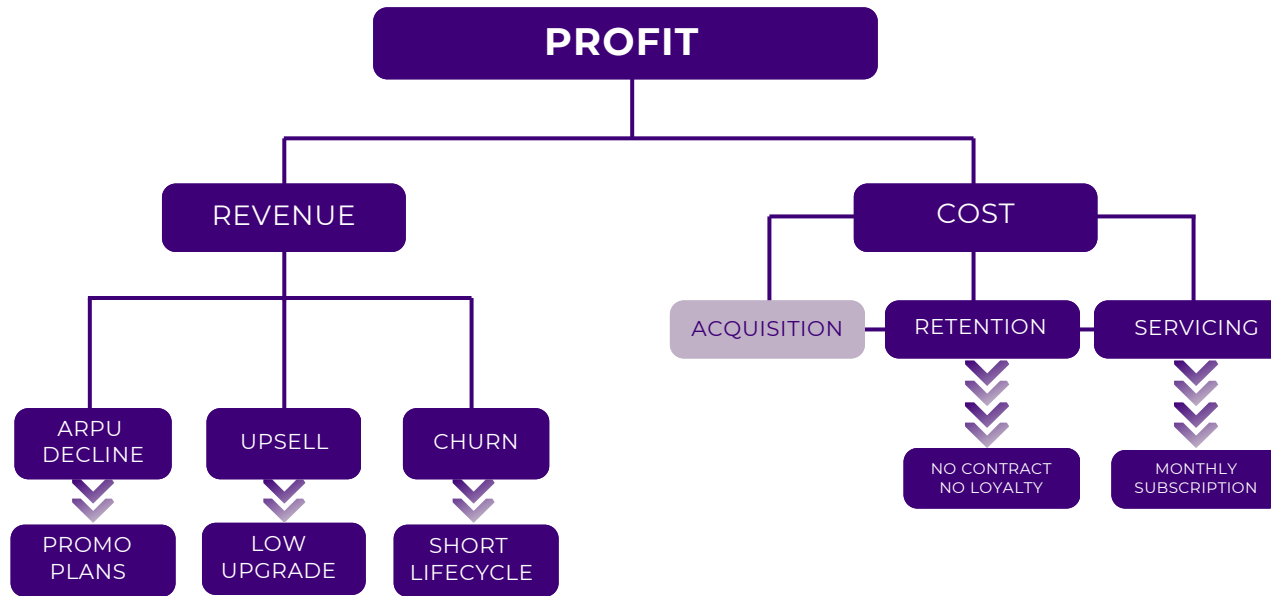 PROFIT
REVENUE
COST
ACQUISITION
RETENTION
SERVICING
ARPU
DECLINE
UPSELL
CHURN
NO CONTRACT
NO LOYALTY
MONTHLY
SUBSCRIPTION
PROMO
PLANS
LOW
UPGRADE
SHORT
LIFECYCLE